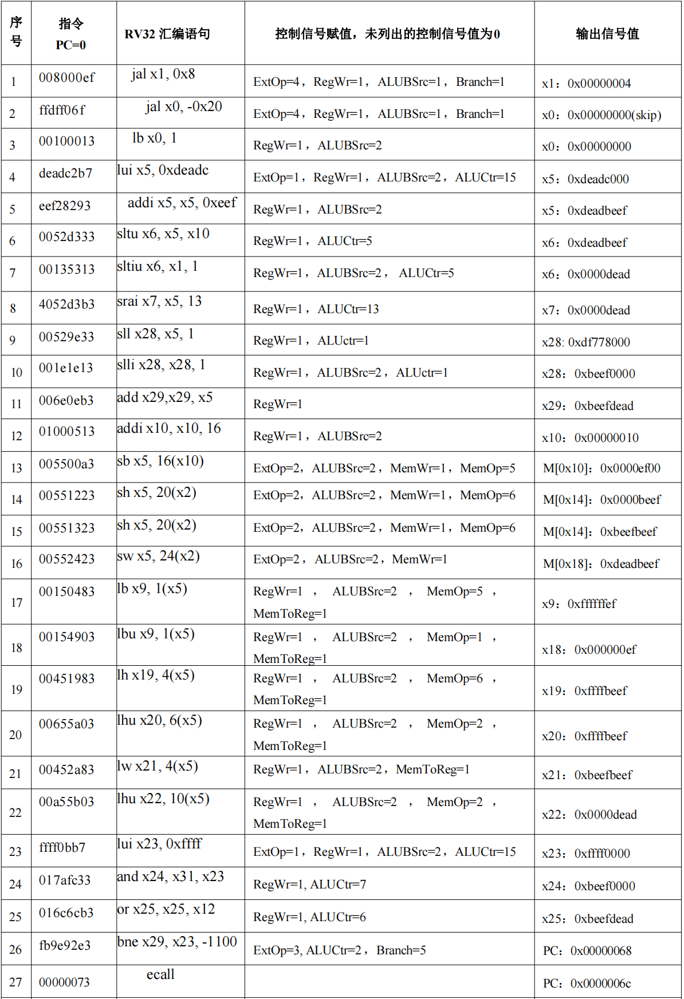 序号 指令 PC=0 RV32 汇编语句 控制信号赋值，未列出的控制信号值为0 输出信号值
1 008000ef jal x1, 0x8 ExtOp=4，RegWr=1，ALUBSrc=1，Branch=1 x1：0x00000004
2 ffdff06f jal x0, -0x20 ExtOp=4，RegWr=1，ALUBSrc=1，Branch=1 x0：0x00000000(skip)
3 00100013 lb x0, 1 RegWr=1，ALUBSrc=2 x0：0x00000000
4 deadc2b7 lui x5, 0xdeadc ExtOp=1，RegWr=1，ALUBSrc=2，ALUCtr=15 x5：0xdeadc000
5 eef28293 addi x5, x5, 0xeef RegWr=1，ALUBSrc=2 x5：0xdeadbeef
6 0052d333 sltu x6, x5, x10 RegWr=1，ALUCtr=5 x6：0xdeadbeef
7 00135313 sltiu x6, x1, 1 RegWr=1，ALUBSrc=2， ALUCtr=5 x6：0x0000dead
8 4052d3b3 srai x7, x5, 13 RegWr=1，ALUCtr=13 x7：0x0000dead
9 00529e33 sll x28, x5, 1 RegWr=1，ALUctr=1 x28: 0xdf778000
10 001e1e13 slli x28, x28, 1 RegWr=1，ALUBSrc=2，ALUctr=1 x28：0xbeef0000
11 006e0eb3 add x29,x29, x5 RegWr=1 x29：0xbeefdead
12 01000513 addi x10, x10, 16 RegWr=1，ALUBSrc=2 x10：0x00000010
13 005500a3 sb x5, 16(x10) ExtOp=2，ALUBSrc=2，MemWr=1，MemOp=5 M[0x10]：0x0000ef00
14 00551223 sh x5, 20(x2) ExtOp=2，ALUBSrc=2，MemWr=1，MemOp=6 M[0x14]：0x0000beef
15 00551323 sh x5, 20(x2) ExtOp=2，ALUBSrc=2，MemWr=1，MemOp=6 M[0x14]：0xbeefbeef
16 00552423 sw x5, 24(x2) ExtOp=2，ALUBSrc=2，MemWr=1 M[0x18]：0xdeadbeef
17 00150483 lb x9, 1(x5) RegWr=1 ， ALUBSrc=2 ， MemOp=5 ，
MemToReg=1 x9：0xffffffef
18 00154903 lbu x9, 1(x5) RegWr=1 ， ALUBSrc=2 ， MemOp=1 ，
MemToReg=1 x18：0x000000ef
19 00451983 lh x19, 4(x5) RegWr=1 ， ALUBSrc=2 ， MemOp=6 ，
MemToReg=1 x19：0xffffbeef
20 00655a03 lhu x20, 6(x5) RegWr=1 ， ALUBSrc=2 ， MemOp=2 ，
MemToReg=1 x20：0xffffbeef
21 00452a83 lw x21, 4(x5) RegWr=1，ALUBSrc=2，MemToReg=1 x21：0xbeefbeef
22 00a55b03 lhu x22, 10(x5) RegWr=1 ， ALUBSrc=2 ， MemOp=2 ，
MemToReg=1 x22：0x0000dead
23 ffff0bb7 lui x23, 0xffff ExtOp=1，RegWr=1，ALUBSrc=2，ALUCtr=15 x23：0xffff0000
24 017afc33 and x24, x31, x23 RegWr=1, ALUCtr=7 x24：0xbeef0000
25 016c6cb3 or x25, x25, x12 RegWr=1, ALUCtr=6 x25：0xbeefdead
26 fb9e92e3 bne x29, x23, -1100 ExtOp=3, ALUCtr=2，Branch=5 PC：0x00000068
27 00000073 ecall PC：0x0000006c